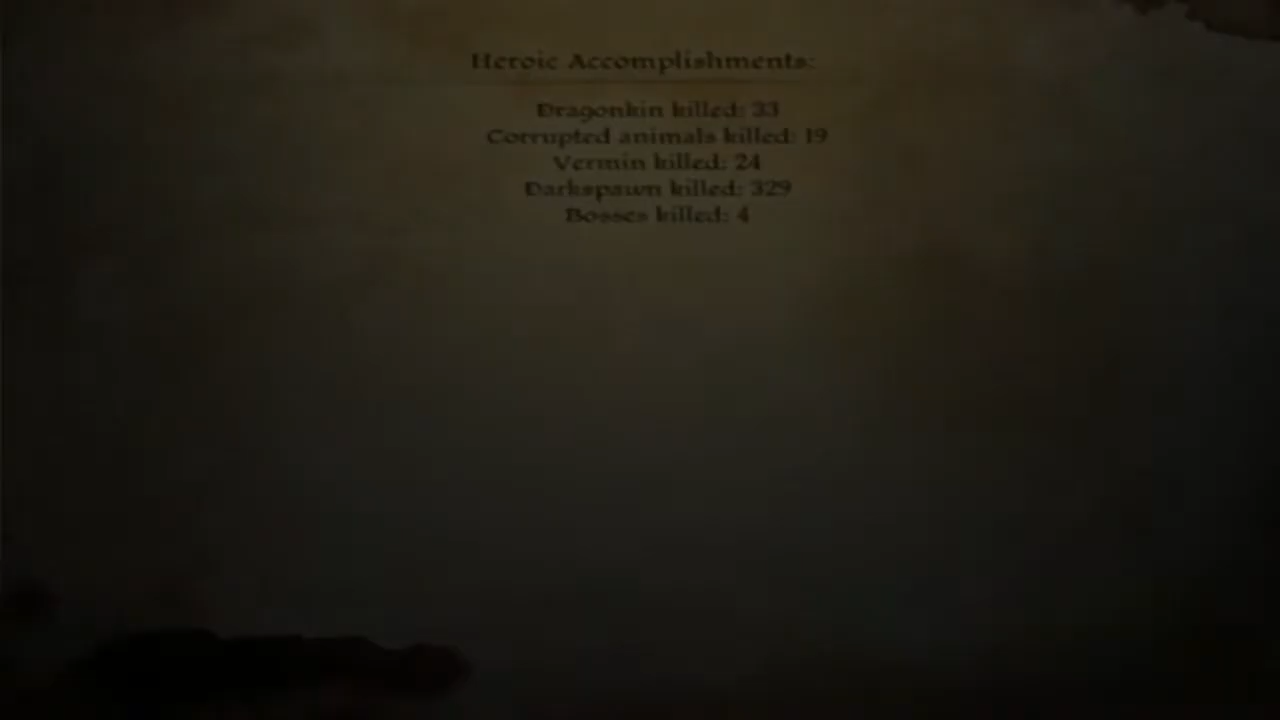 Heroic Accomplishments:
Dragonkin killed: 33
Corrupted animals killed: 19
Vermin killed: 24
Darkspawn killed: 329
Bosses killed: 4